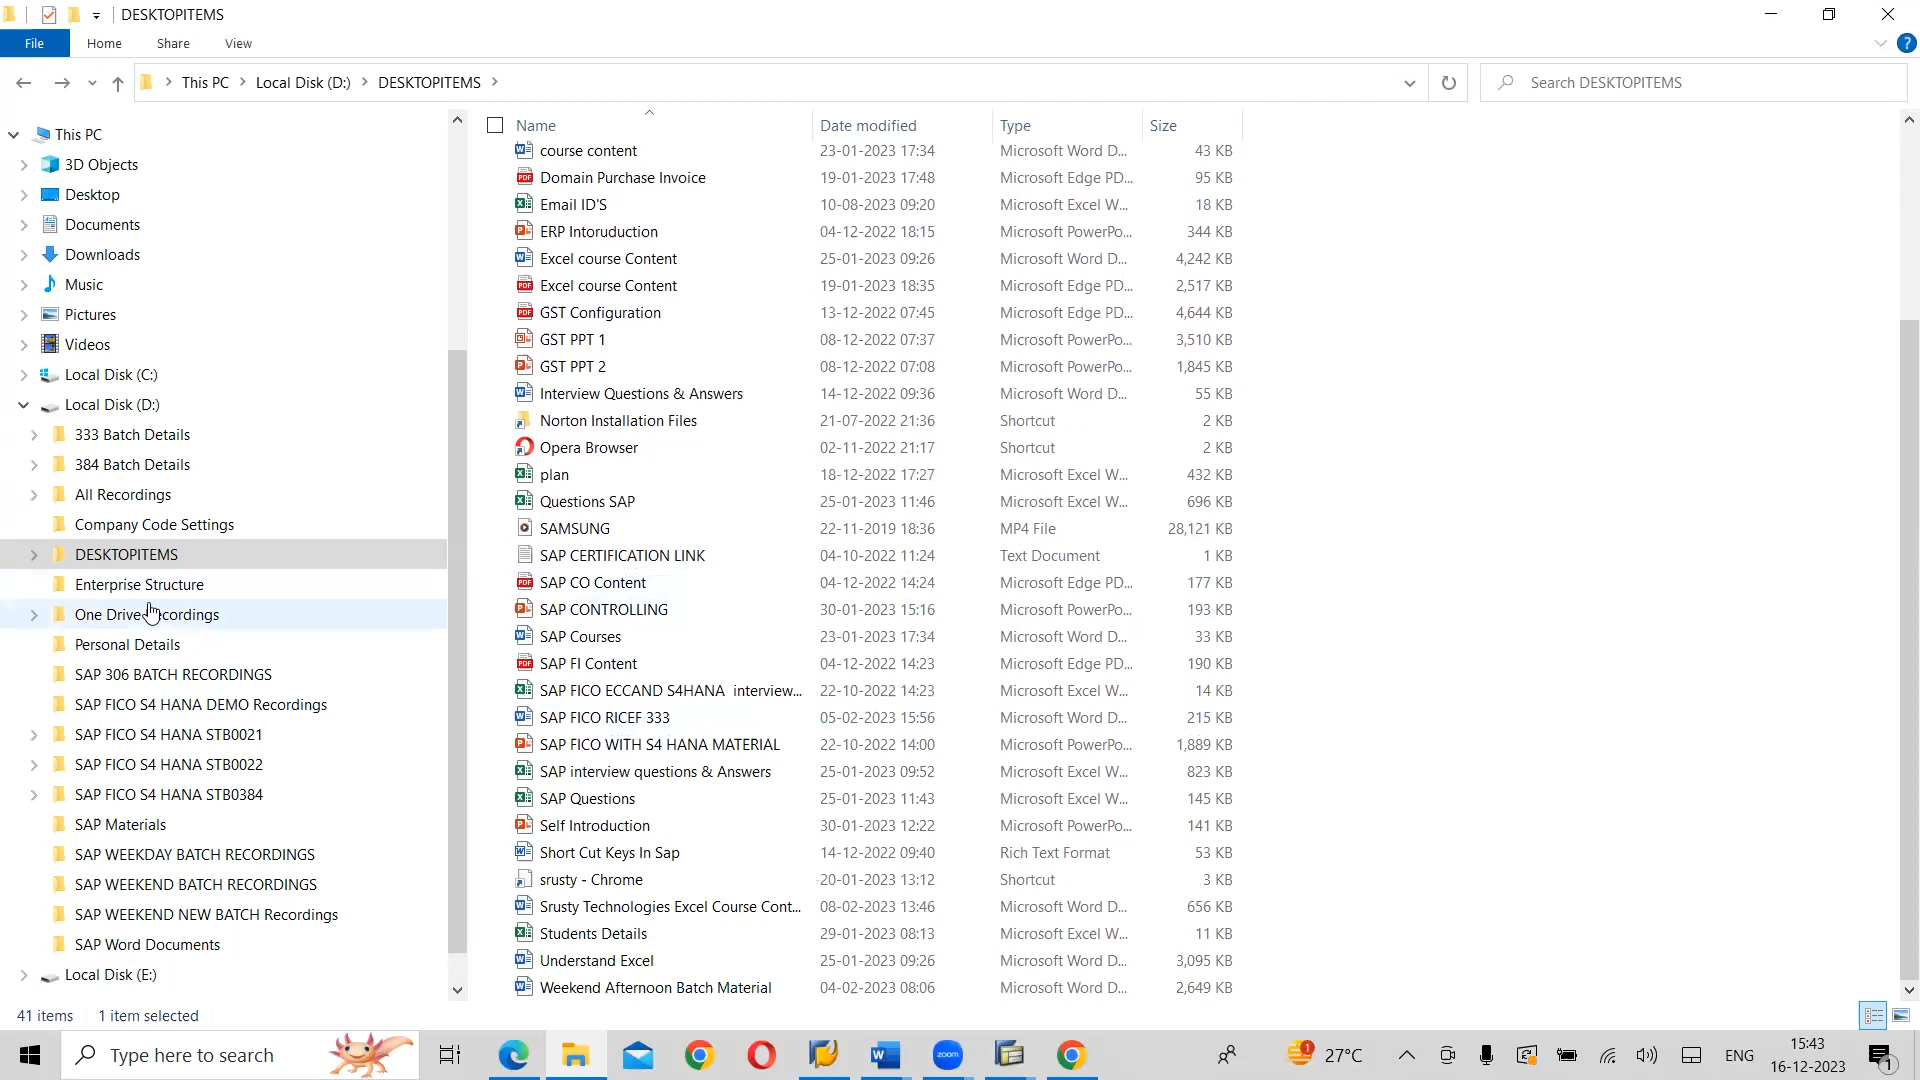 DESKTOPITEMS
File Home Share View
This PC Local Disk (D:) DESKTOPITEMS Search DESKTOPITEMS
This PC
3D Objects
Desktop
Documents
Downloads
Music
Pictures
Videos
Local Disk (C:)
Local Disk (D:)
333 Batch Details
384 Batch Details
All Recordings
Company Code Settings
DESKTOPITEMS
Enterprise Structure
One Drive Recordings
Personal Details
SAP 306 BATCH RECORDINGS
SAP FICO S4 HANA DEMO Recordings
SAP FICO S4 HANA STB0021
SAP FICO S4 HANA STB0022
SAP FICO S4 HANA STB0384
SAP Materials
SAP WEEKDAY BATCH RECORDINGS
SAP WEEKEND BATCH RECORDINGS
SAP WEEKEND NEW BATCH Recordings
SAP Word Documents
Local Disk (E:)
Name Date modified Type Size
course content 23-01-2023 17:34 Microsoft Word D... 43 KB
Domain Purchase Invoice 19-01-2023 17:48 Microsoft Edge PD... 95 KB
Email ID'S 10-08-2023 09:20 Microsoft Excel W... 18 KB
ERP Intoruduction 04-12-2022 18:15 Microsoft PowerPo... 344 KB
Excel course Content 25-01-2023 09:26 Microsoft Word D... 4,242 KB
Excel course Content 19-01-2023 18:35 Microsoft Edge PD... 2,517 KB
GST Configuration 13-12-2022 07:45 Microsoft Edge PD... 4,644 KB
GST PPT 1 08-12-2022 07:37 Microsoft PowerPo... 3,510 KB
GST PPT 2 08-12-2022 07:08 Microsoft PowerPo... 1,845 KB
Interview Questions & Answers 14-12-2022 09:36 Microsoft Word D... 55 KB
Norton Installation Files 21-07-2022 21:36 Shortcut 2 KB
Opera Browser 02-11-2022 21:17 Shortcut 2 KB
plan 18-12-2022 17:27 Microsoft Excel W... 432 KB
Questions SAP 25-01-2023 11:46 Microsoft Excel W... 696 KB
SAMSUNG 22-11-2019 18:36 MP4 File 28,121 KB
SAP CERTIFICATION LINK 04-10-2022 11:24 Text Document 1 KB
SAP CO Content 04-12-2022 14:24 Microsoft Edge PD... 177 KB
SAP CONTROLLING 30-01-2023 15:16 Microsoft PowerPo... 193 KB
SAP Courses 23-01-2023 17:34 Microsoft Word D... 33 KB
SAP FI Content 04-12-2022 14:23 Microsoft Edge PD... 190 KB
SAP FICO ECCAND S4HANA interview... 22-10-2022 14:23 Microsoft Excel W... 14 KB
SAP FICO RICEF 333 05-02-2023 15:56 Microsoft Word D... 215 KB
SAP FICO WITH S4 HANA MATERIAL 22-10-2022 14:00 Microsoft PowerPo... 1,889 KB
SAP interview questions & Answers 25-01-2023 09:52 Microsoft Excel W... 823 KB
SAP Questions 25-01-2023 11:43 Microsoft Excel W... 145 KB
Self Introduction 30-01-2023 12:22 Microsoft PowerPo... 141 KB
Short Cut Keys In Sap 14-12-2022 09:40 Rich Text Format 53 KB
srusty - Chrome 20-01-2023 13:12 Shortcut 3 KB
Srusty Technologies Excel Course Cont... 08-02-2023 13:46 Microsoft Word D... 656 KB
Students Details 29-01-2023 08:13 Microsoft Excel W... 11 KB
Understand Excel 25-01-2023 09:26 Microsoft Word D... 3,095 KB
Weekend Afternoon Batch Material 04-02-2023 08:06 Microsoft Word D... 2,649 KB
41 items 1 item selected
Type here to search zoom 1 27°C ENG 15:43
16-12-2023 1